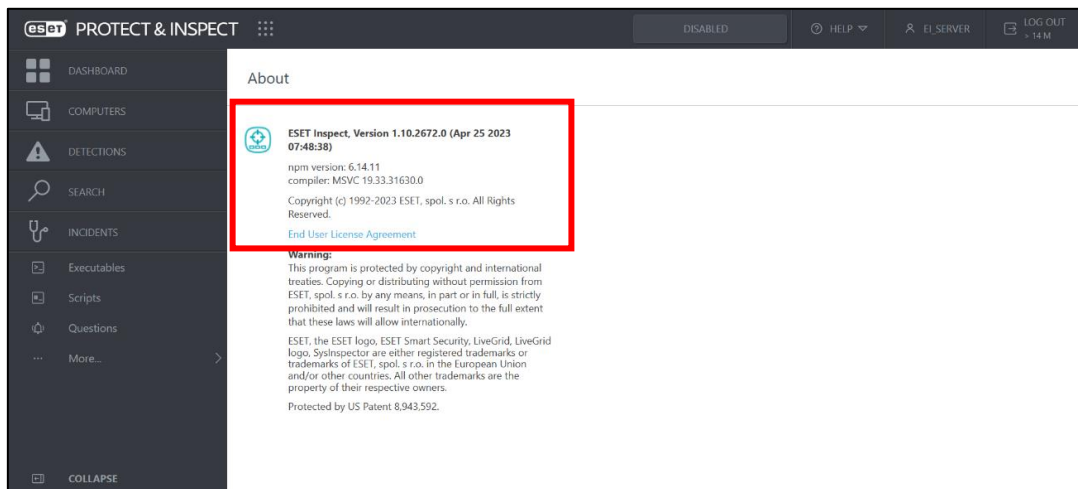 eset PROTECT & INSPECT
DISABLED
HELP
EI_SERVER
LOG OUT
> 14 M
DASHBOARD
COMPUTERS
DETECTIONS
SEARCH
INCIDENTS
Executables
Scripts
Questions
More...
COLLAPSE
About
ESET Inspect, Version 1.10.2672.0 (Apr 25 2023
07:48:38)
npm version: 6.14.11
compiler: MSVC 19.33.31630.0
Copyright (c) 1992-2023 ESET, spol. s r.o. All Rights
Reserved.
End User License Agreement
Warning:
This program is protected by copyright and international
treaties. Copying or distributing without permission from
ESET, spol. s r.o. by any means, in part or in full, is strictly
prohibited and will result in prosecution to the full extent
that these laws will allow internationally.
ESET, the ESET logo, ESET Smart Security, LiveGrid, LiveGrid
logo, SysInspector are either registered trademarks or
trademarks of ESET, spol. s r.o. in the European Union
and/or other countries. All other trademarks are the
property of their respective owners.
Protected by US Patent 8,943,592.